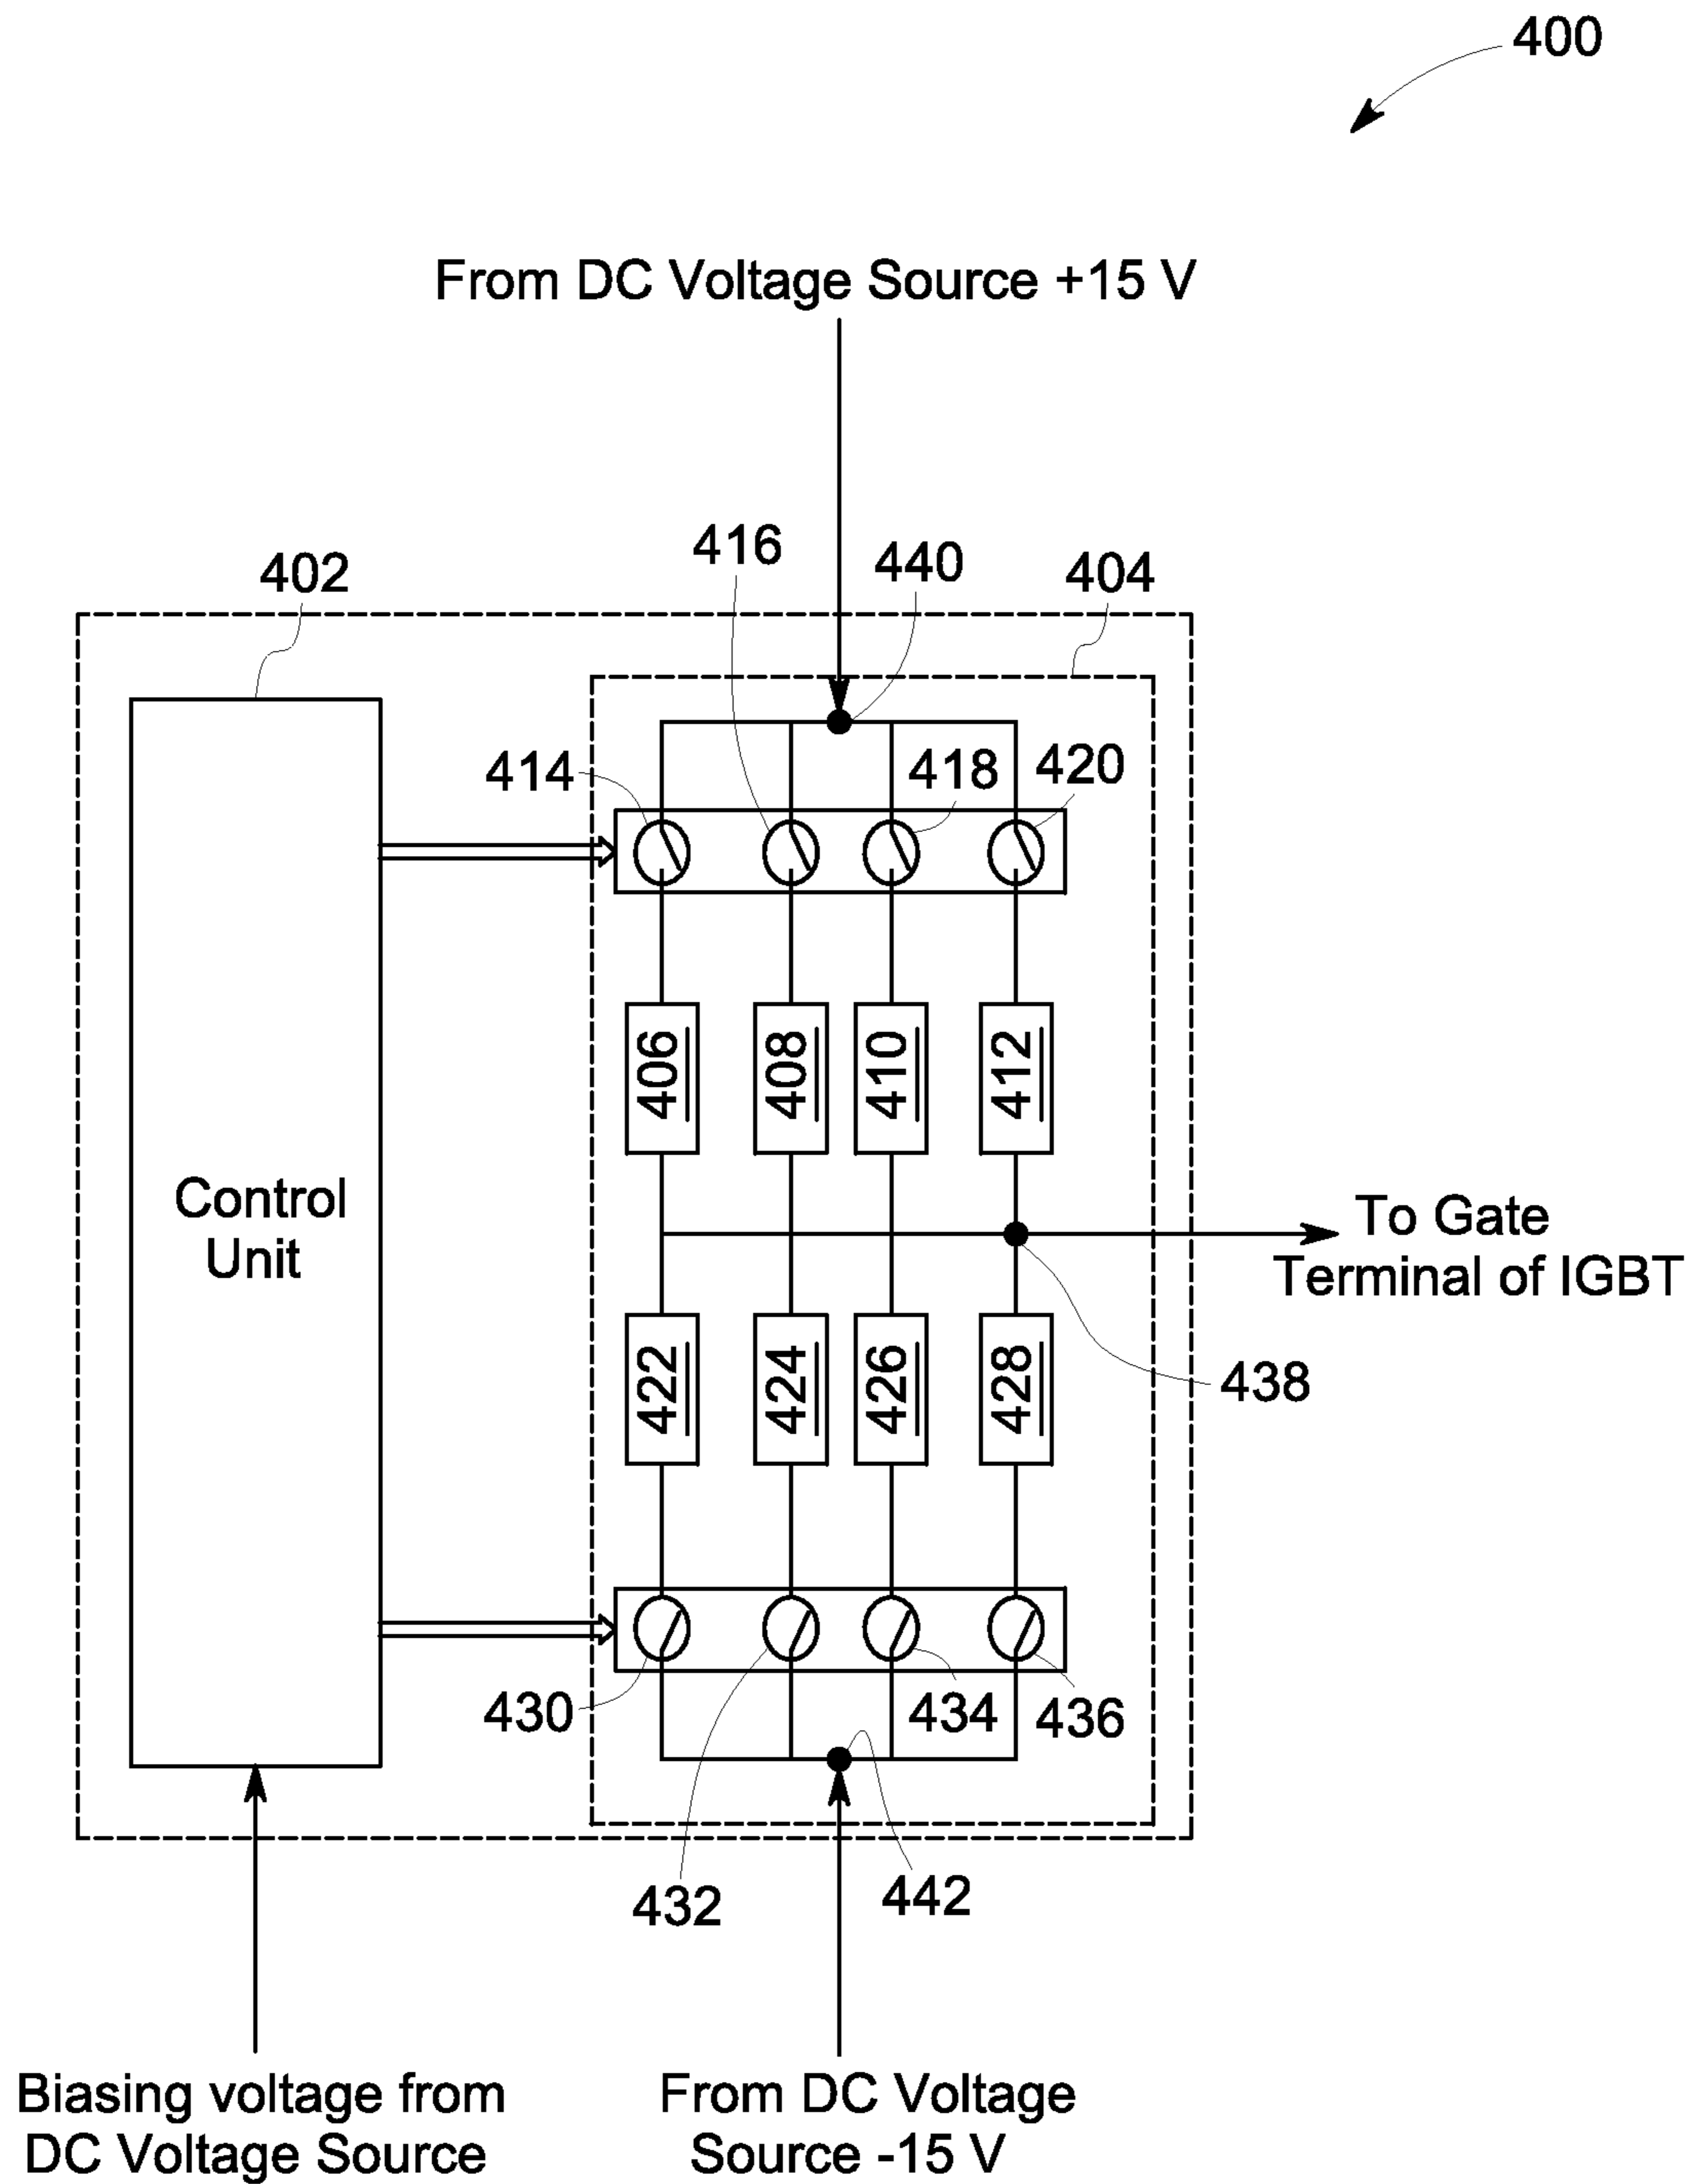 400
From DC Voltage Source +15 V
416
440
402
404
414
418
420
406
408
410
412
Control
Unit
To Gate
Terminal of IGBT
422
424
426
428
438
430
434
436
432
442
Biasing voltage from
DC Voltage Source
From DC Voltage
Source -15 V